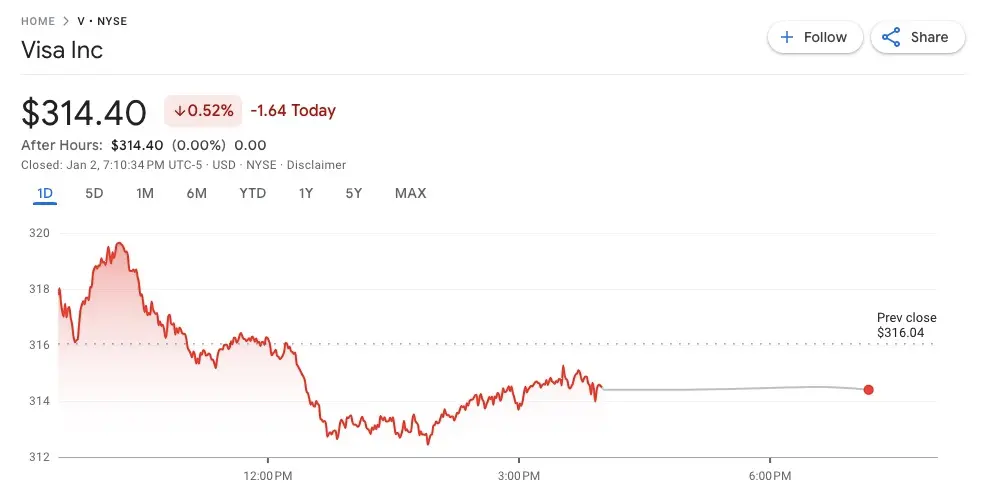 HOME > V • NYSE
Visa Inc
+ Follow
Share
$314.40 ↓0.52% -1.64 Today
After Hours: $314.40 (0.00%) 0.00
Closed: Jan 2, 7:10:34 PM UTC-5 · USD · NYSE · Disclaimer
1D 5D 1M 6M YTD 1Y 5Y MAX
320
318
316
314
312
Prev close
$316.04
12:00 PM 3:00 PM 6:00 PM